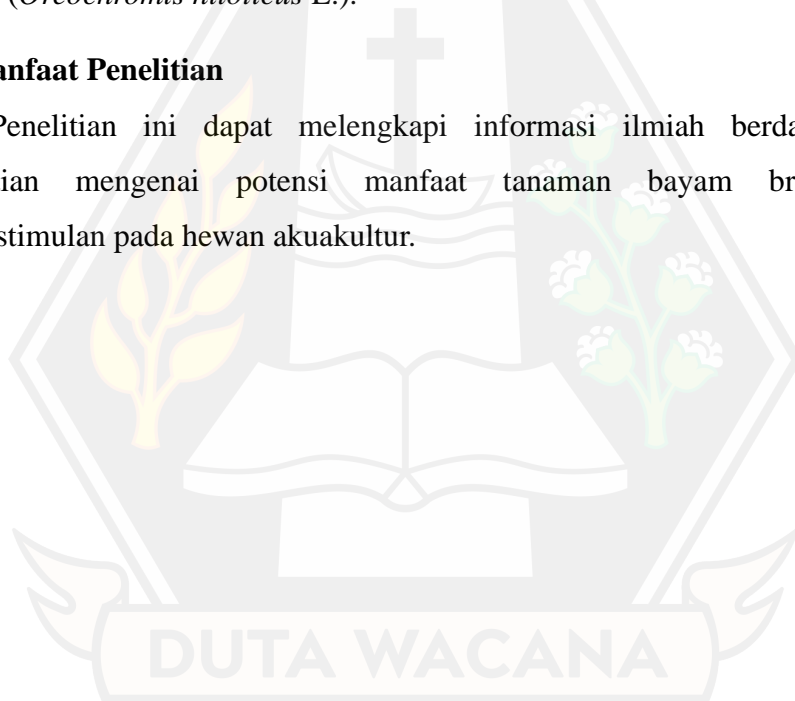 (Oreochromis niloticus L.).
anfaat Penelitian
Penelitian ini dapat melengkapi informasi ilmiah berda
ian mengenai potensi manfaat tanaman bayam br
stimulan pada hewan akuakultur.
DUTA WACANA